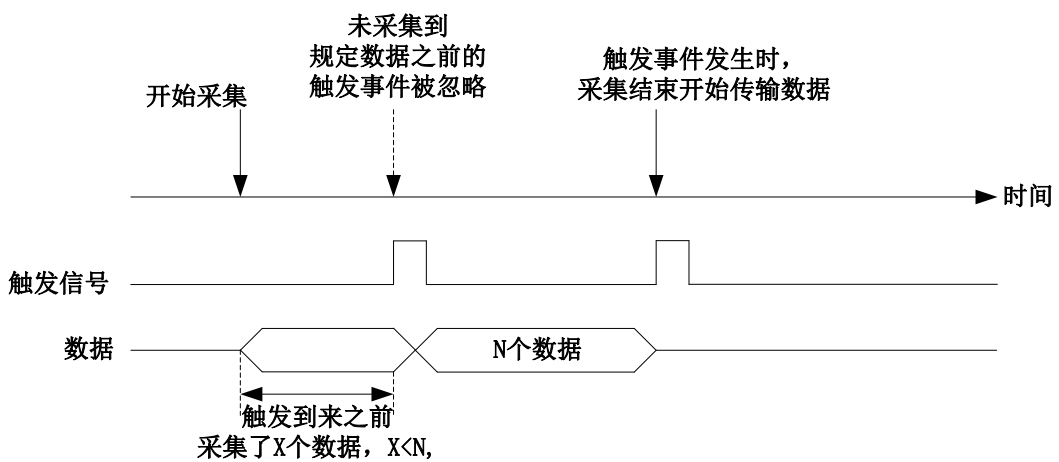 未采集到
规定数据之前的
触发事件被忽略
触发事件发生时，
采集结束开始传输数据
开始采集
时间
触发信号
数据
N个数据
触发到来之前
采集了X个数据，X<N,